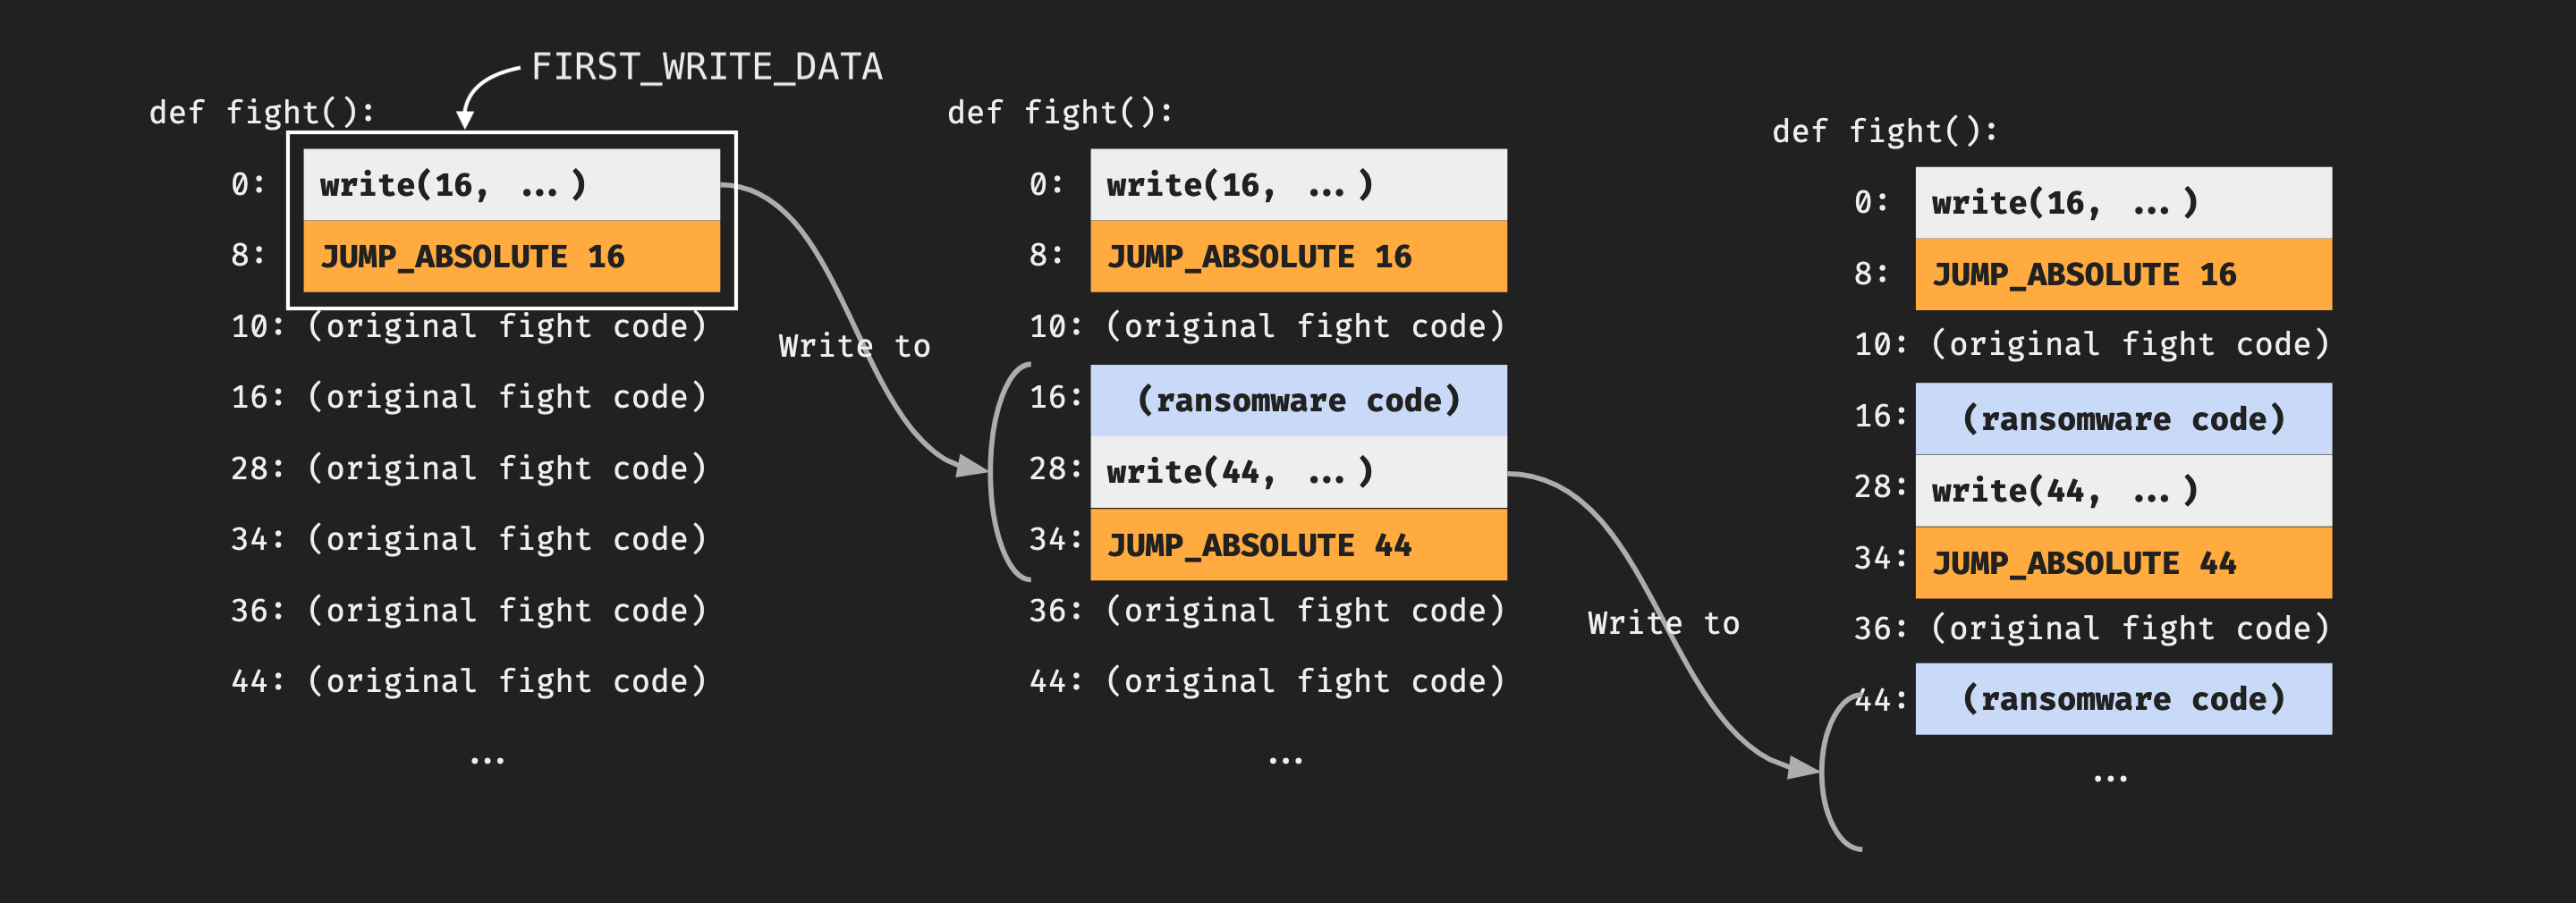 FIRST_WRITE_DATA
def fight():
0: write(16, ...)
8: JUMP_ABSOLUTE 16
10: (original fight code)
16: (original fight code)
28: (original fight code)
34: (original fight code)
36: (original fight code)
44: (original fight code)
...
Write to
def fight():
0: write(16, ...)
8: JUMP_ABSOLUTE 16
10: (original fight code)
16: (ransomware code)
28: write(44, ...)
34: JUMP_ABSOLUTE 44
36: (original fight code)
44: (original fight code)
...
Write to
def fight():
0: write(16, ...)
8: JUMP_ABSOLUTE 16
10: (original fight code)
16: (ransomware code)
28: write(44, ...)
34: JUMP_ABSOLUTE 44
36: (original fight code)
44: (ransomware code)
...